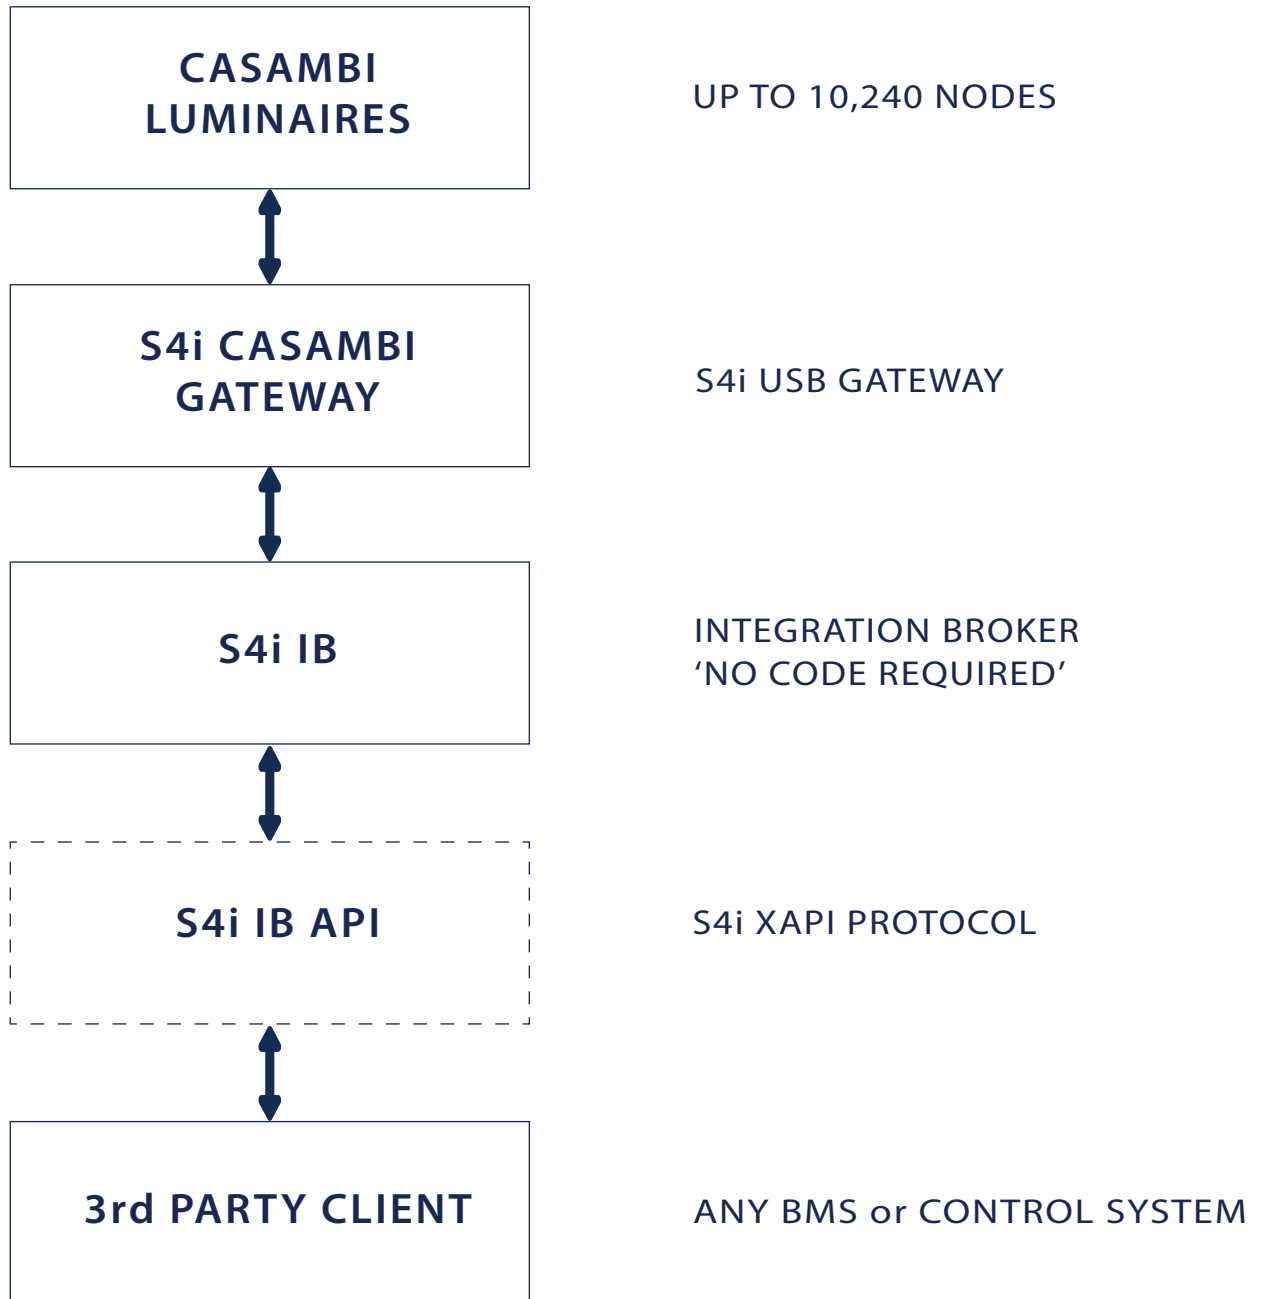 CASAMBI
LUMINAIRES
UP TO 10,240 NODES
S4i CASAMBI
GATEWAY
S4i USB GATEWAY
S4i IB
INTEGRATION BROKER
‘NO CODE REQUIRED’
S4i IB API
S4i XAPI PROTOCOL
3rd PARTY CLIENT
ANY BMS or CONTROL SYSTEM